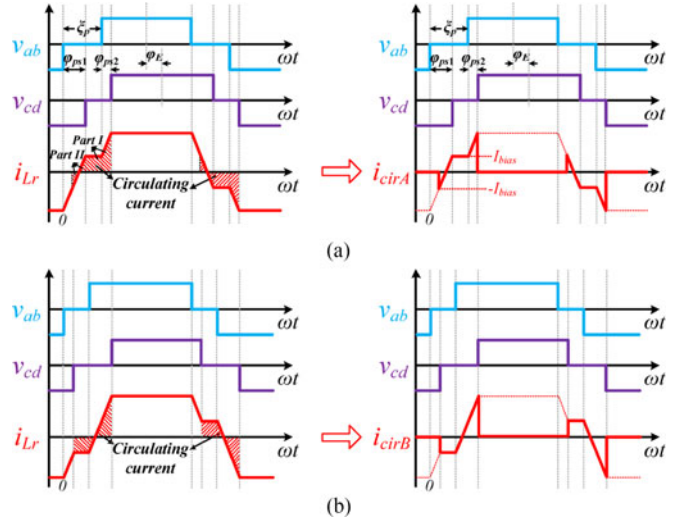 ξp
vab
ωt
φps1
φps2
φE
vcd
ωt
Part I
Part II
iLr
ωt
Circulating
current
0
ξp
vab
ωt
φps1
φps2
φE
vcd
ωt
icirA
Ibias
-Ibias
ωt
0
(a)
vab
ωt
vcd
ωt
iLr
ωt
Circulating
current
0
vab
ωt
vcd
ωt
icirB
ωt
0
(b)